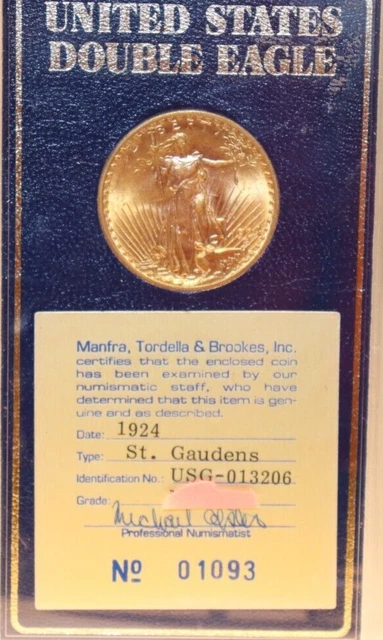 UNITED STATES
DOUBLE EAGLE
LIBERTY
Manfra, Tordella & Brookes, Inc.
certifies that the enclosed coin
has been examined by our
numismatic staff, who have
determined that this item is gen-
uine and as described.
Date: 1924
Type: St. Gaudens
Identification No.: USG-013206
Grade:
Michael
Professional Numismatist
Nº 01093